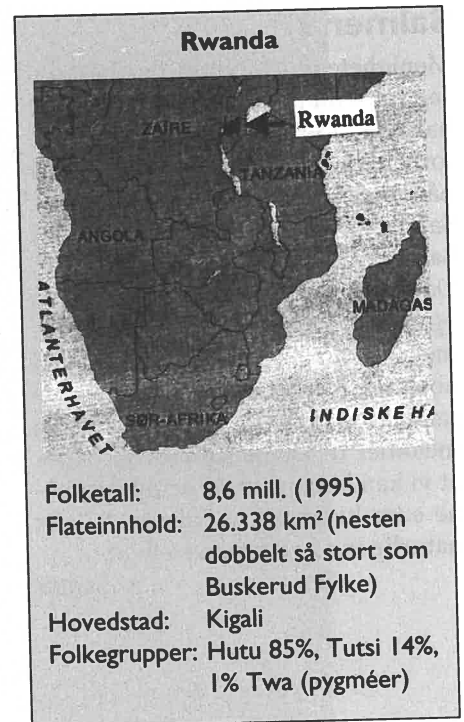 Rwanda
Rwanda
ZAIRE
TANZANIA
ANGOLA
MADAGAS
ATLANTERHAVET
SØR-AFRIKA
INDISKE HA
Folketall: 8,6 mill. (1995)
Flateinnhold: 26.338 km² (nesten
dobbelt så stort som
Buskerud Fylke)
Hovedstad: Kigali
Folkegrupper: Hutu 85%, Tutsi 14%,
1% Twa (pygméer)